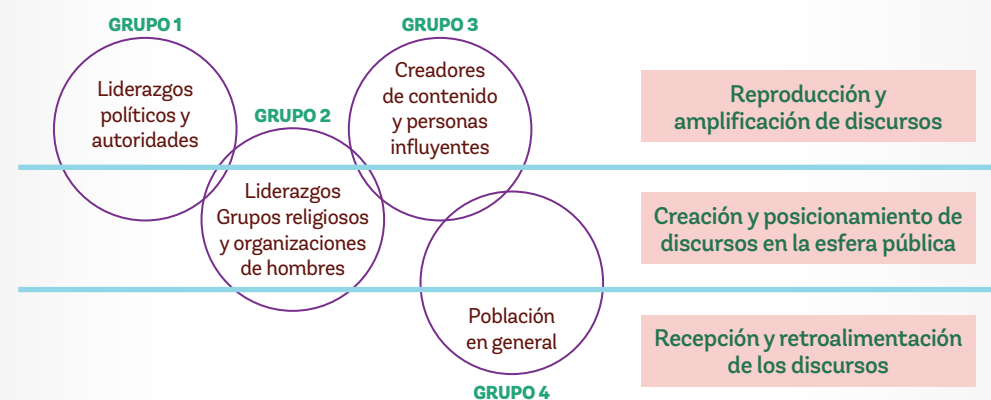 GRUPO 1
Liderazgos
políticos y
autoridades
GRUPO 2
Liderazgos
Grupos religiosos
y organizaciones
de hombres
GRUPO 3
Creadores
de contenido
y personas
influyentes
Población
en general
GRUPO 4
Reproducción y
amplificación de discursos
Creación y posicionamiento de
discursos en la esfera pública
Recepción y retroalimentación
de los discursos